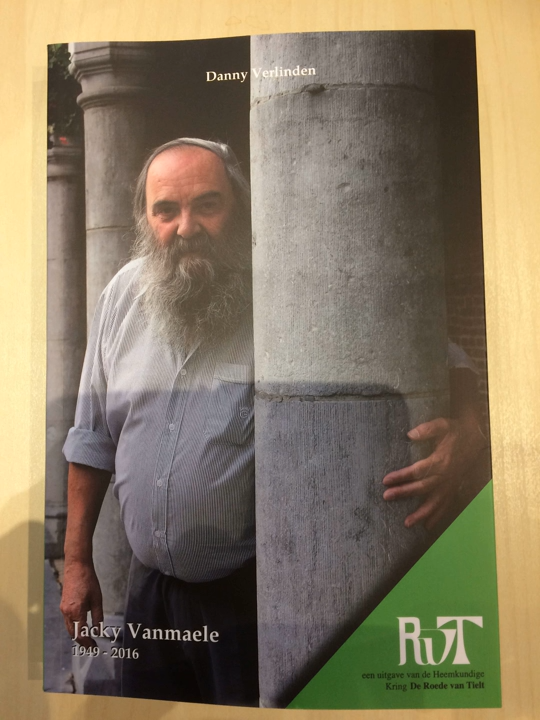 Danny Verlinden
Jacky Vanmaele
1949 - 2016
RvT
een uitgave van de Heemkundige
Kring De Roede van Tielt